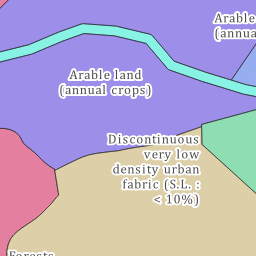 Arable
(annua
Arable land
(annual crops)
Discontinuous
very low
density urban
fabric (S.L. :
< 10%)
Forests